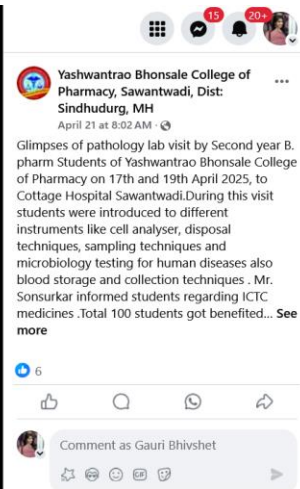 15
20+
Yashwantrao Bhonsale College of
Pharmacy, Sawantwadi, Dist:
Sindhudurg, MH
April 21 at 8:02 AM ·
Glimpses of pathology lab visit by Second year B.
pharm Students of Yashwantrao Bhonsale College
of Pharmacy on 17th and 19th April 2025, to
Cottage Hospital Sawantwadi.During this visit
students were introduced to different
instruments like cell analyser, disposal
techniques, sampling techniques and
microbiology testing for human diseases also
blood storage and collection techniques . Mr.
Sonsurkar informed students regarding ICTC
medicines .Total 100 students got benefited... See
more
6
Comment as Gauri Bhivshet
GIF